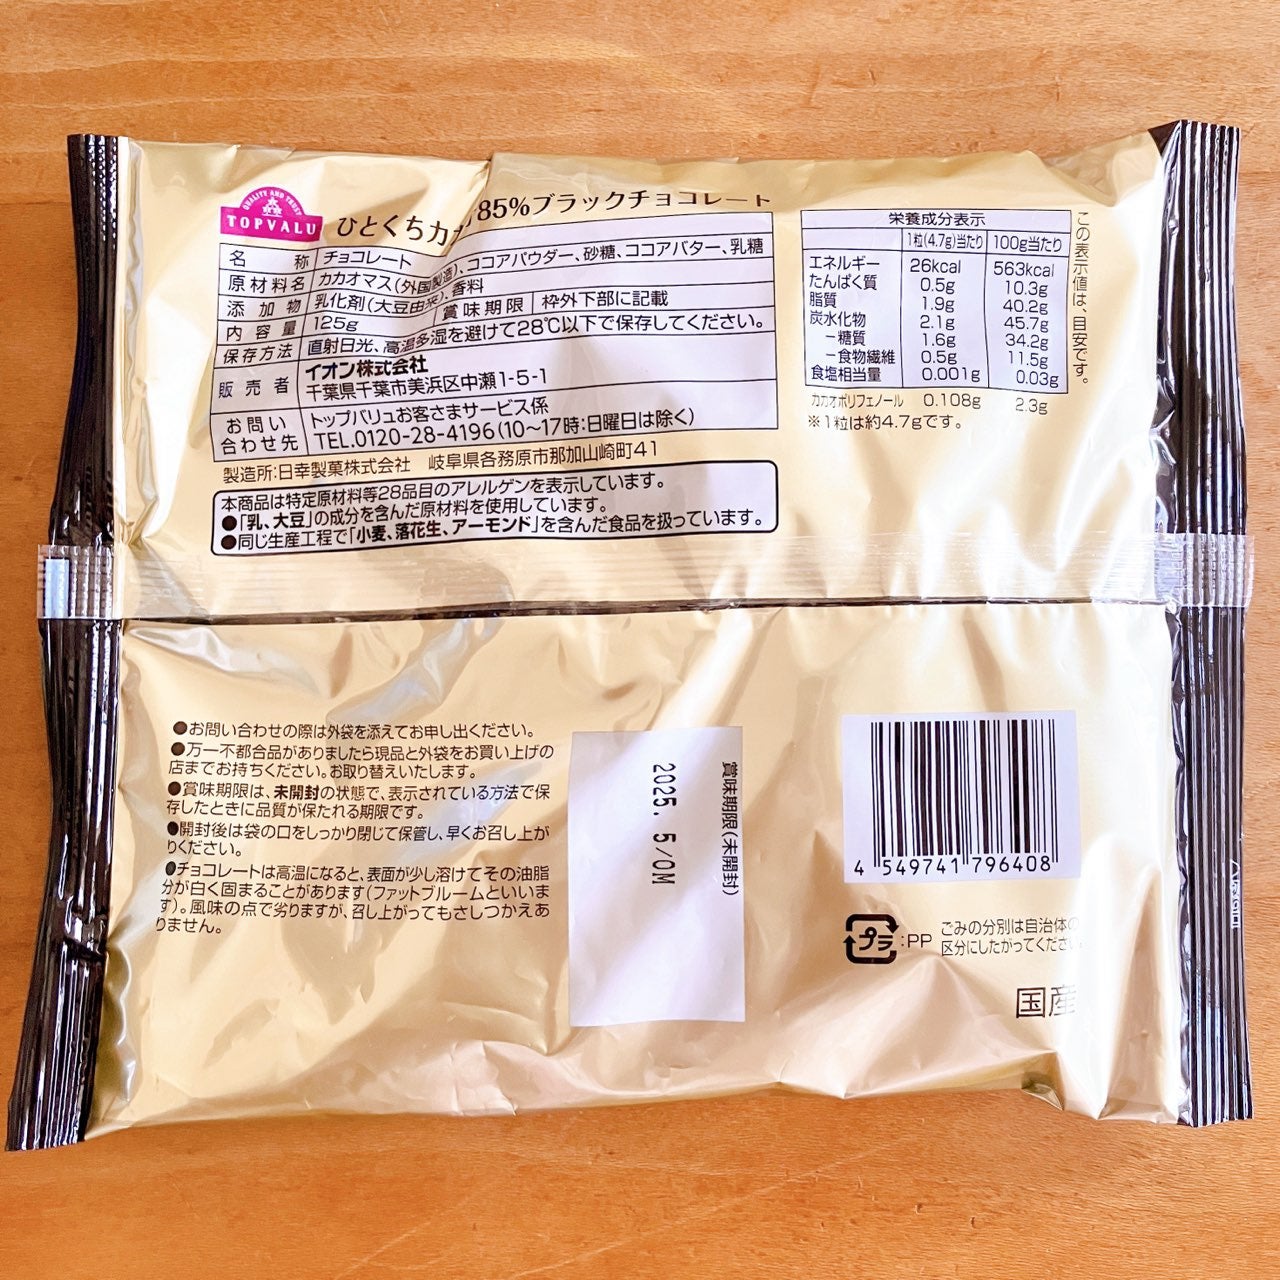 QUALITY AND TRUST
TOPVALU
ひとくちカカオ85%ブラックチョコレート
名称 チョコレート
原材料名 カカオマス(外国製造)、ココアパウダー、砂糖、ココアバター、乳糖
添加物 乳化剤(大豆由来)、香料
内容量 125g 賞味期限 枠外下部に記載
保存方法 直射日光、高温多湿を避けて28℃以下で保存してください。
販売者 イオン株式会社
千葉県千葉市美浜区中瀬1-5-1
お問い合わせ先 トップバリュお客さまサービス係
TEL.0120-28-4196(10〜17時:日曜日は除く)
製造所:日幸製菓株式会社 岐阜県各務原市那加山崎町41
本商品は特定原材料等28品目のアレルゲンを表示しています。
●「乳、大豆」の成分を含んだ原材料を使用しています。
●同じ生産工程で「小麦、落花生、アーモンド」を含んだ食品を扱っています。
栄養成分表示
1粒(4.7g)当たり 100g当たり
エネルギー 26kcal 563kcal
たんぱく質 0.5g 10.3g
脂質 1.9g 40.2g
炭水化物 2.1g 45.7g
−糖質 1.6g 34.2g
−食物繊維 0.5g 11.5g
食塩相当量 0.001g 0.03g
カカオポリフェノール 0.108g 2.3g
※1粒は約4.7gです。
この表示値は、目安です。
●お問い合わせの際は外袋を添えてお申し出ください。
●万一不都合品がありましたら現品と外袋をお買い上げの
店までお持ちください。お取り替えいたします。
●賞味期限は、未開封の状態で、表示されている方法で保
存したときに品質が保たれる期限です。
●開封後は袋の口をしっかり閉じて保管し、早くお召し上が
りください。
●チョコレートは高温になると、表面が少し溶けてその油脂
分が白く固まることがあります(ファットブルームといいま
す)。風味の点で劣りますが、召し上がってもさしつかえあ
りません。
賞味期限(未開封)
2025. 5/OM
4 549741 796408
プラ:PP
ごみの分別は自治体の
区分にしたがってください
国産